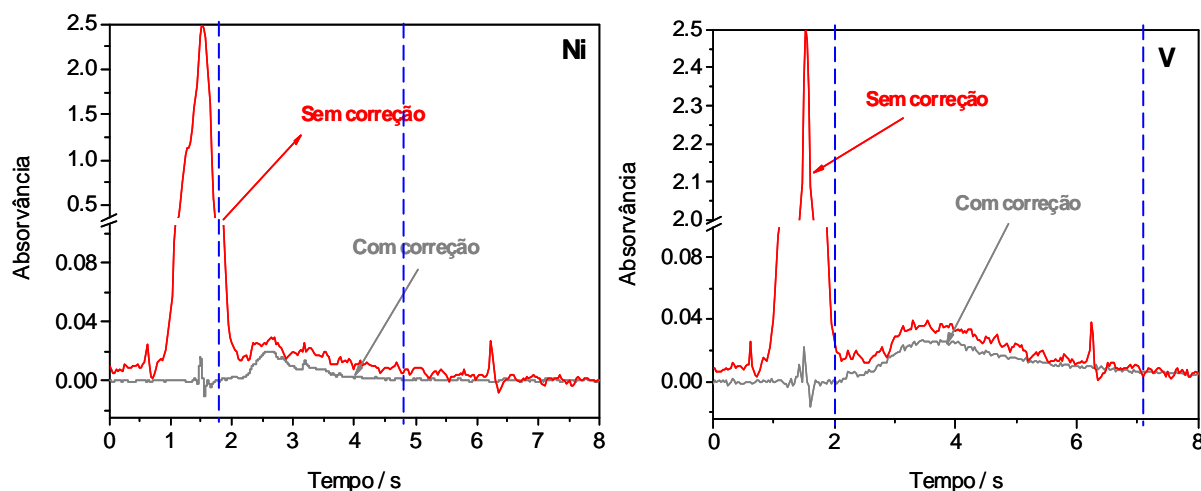 Ni
Sem correção
Com correção
Absorvância
2.5
2.0
1.5
1.0
0.5
0.08
0.04
0.00
0 1 2 3 4 5 6 7 8
Tempo / s
V
Sem correção
Com correção
Absorvância
2.5
2.4
2.3
2.2
2.1
2.0
0.08
0.04
0.00
0 2 4 6 8
Tempo / s